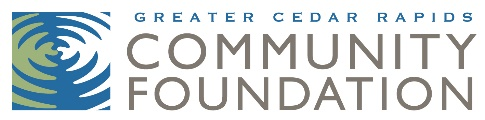 GREATER CEDAR RAPIDS
COMMUNITY
FOUNDATION